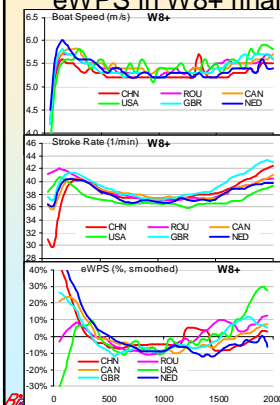 eWPS in W8+ final
Boat Speed (m/s) W8+
6.5
6.0
5.5
5.0
4.5
4.0
CHN ROU CAN
USA GBR NED
Stroke Rate (1/min) W8+
46
44
42
40
38
36
34
32
30
28
CHN ROU CAN
USA GBR NED
eWPS (%, smoothed) W8+
40%
30%
20%
10%
0%
-10%
-20%
-30%
CHN ROU
CAN USA
GBR NED
0 500 1000 1500 200